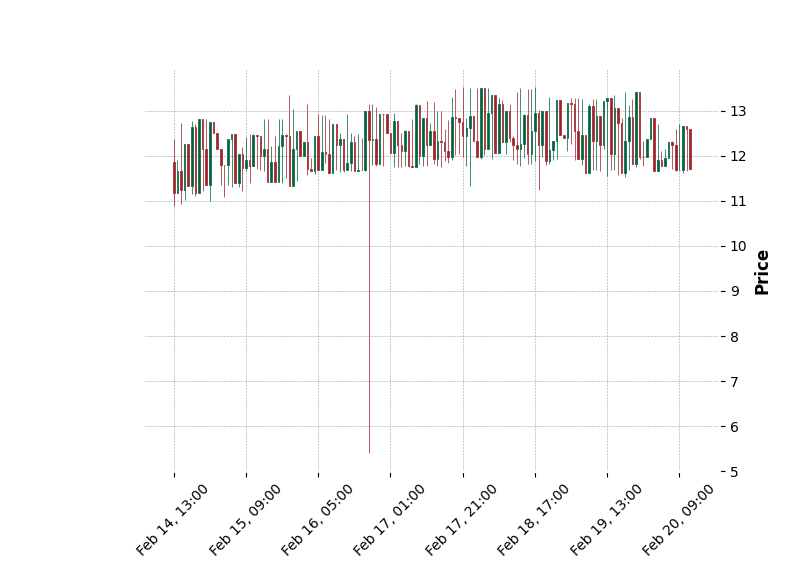 13
12
11
10
9
8
7
6
5
Price
Feb 14, 13:00
Feb 15, 09:00
Feb 16, 05:00
Feb 17, 01:00
Feb 17, 21:00
Feb 18, 17:00
Feb 19, 13:00
Feb 20, 09:00